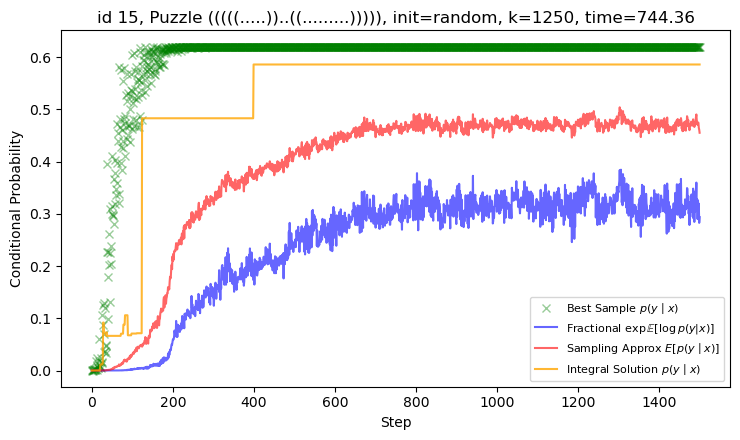 id 15, Puzzle (((((.....))..((.........))))), init=random, k=1250, time=744.36
Conditional Probability
0.6
0.5
0.4
0.3
0.2
0.1
0.0
Best Sample p(y | x)
Fractional exp𝔼[log p(y|x)]
Sampling Approx E[p(y | x)]
Integral Solution p(y | x)
0 200 400 600 800 1000 1200 1400
Step